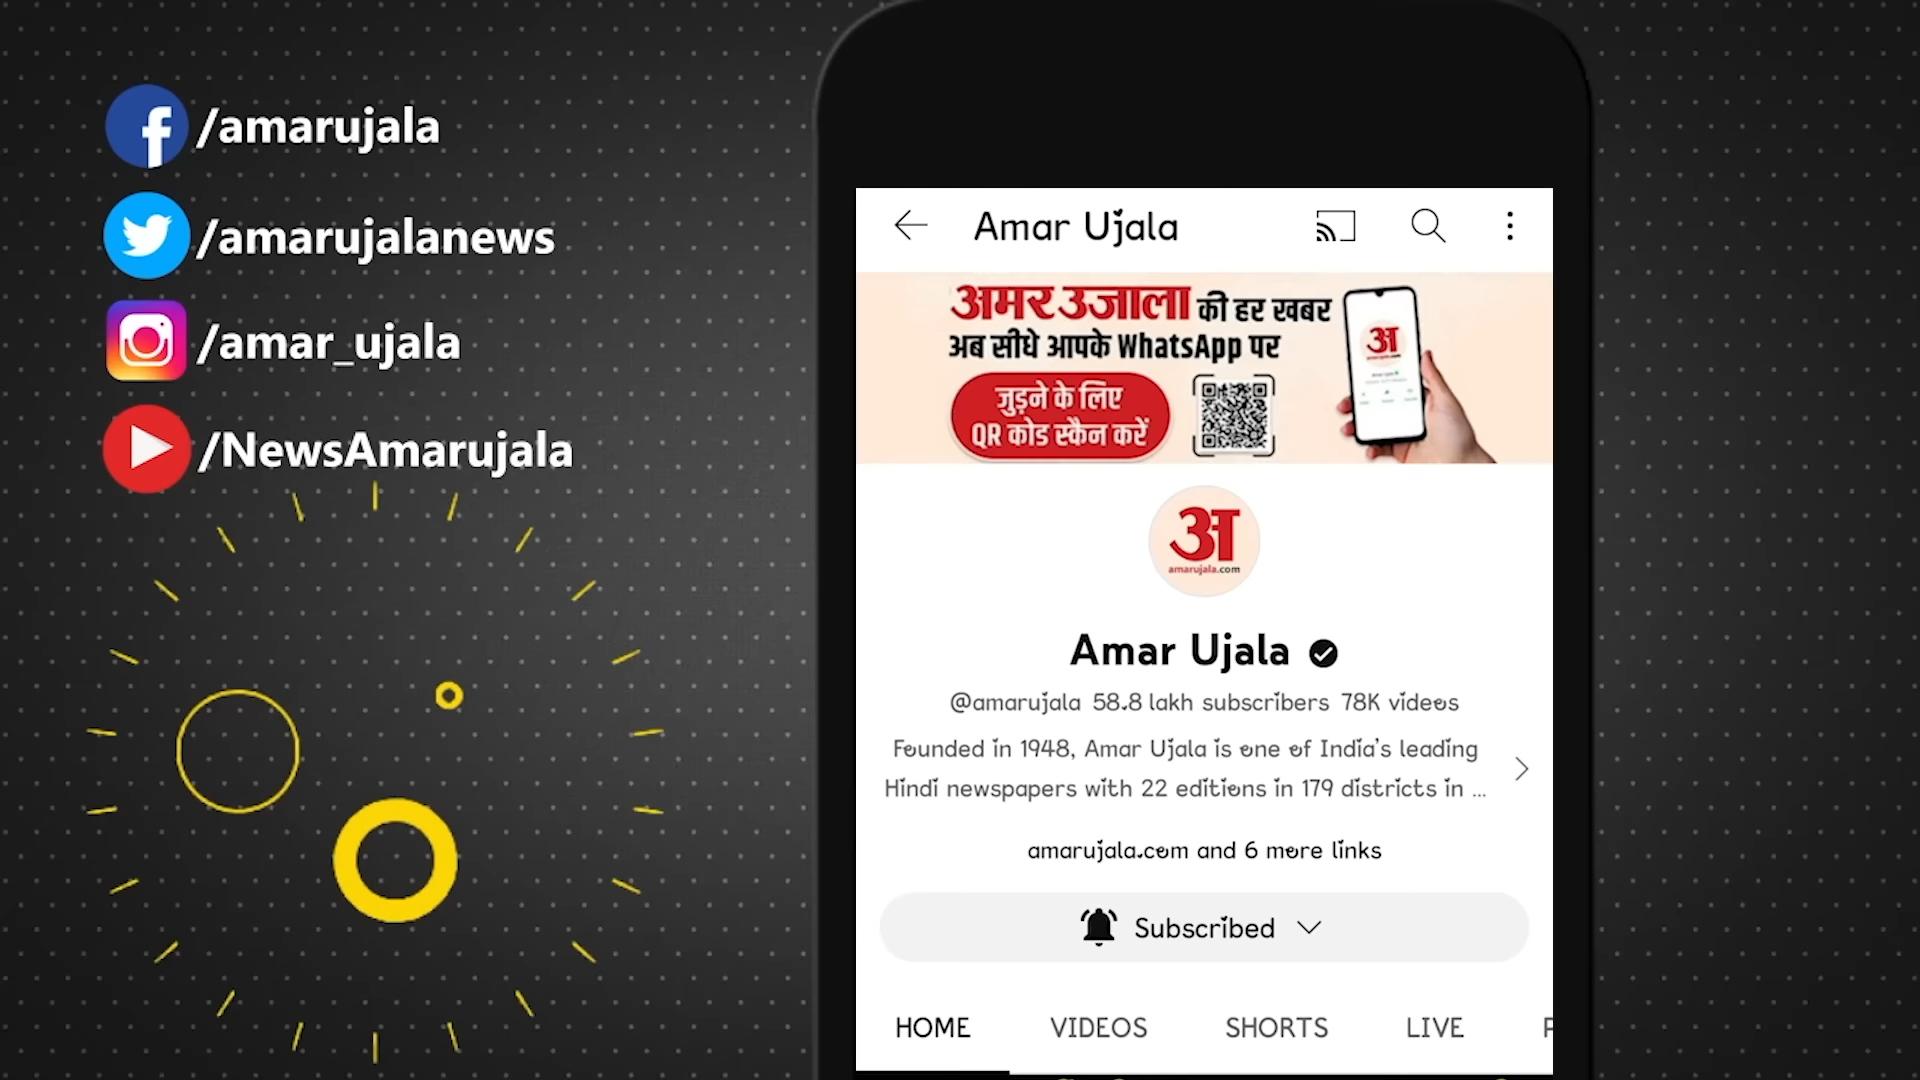 /amarujala
/amarujalanews
/amar_ujala
/NewsAmarujala
Amar Ujala
अमर उजाला की हर खबर
अब सीधे आपके WhatsApp पर
जुड़ने के लिए
QR कोड स्कैन करें
अ
अ
amarujala.com
Amar Ujala
@amarujala 58.8 lakh subscribers 78K videos
Founded in 1948, Amar Ujala is one of India's leading
Hindi newspapers with 22 editions in 179 districts in ...
amarujala.com and 6 more links
Subscribed
HOME VIDEOS SHORTS LIVE